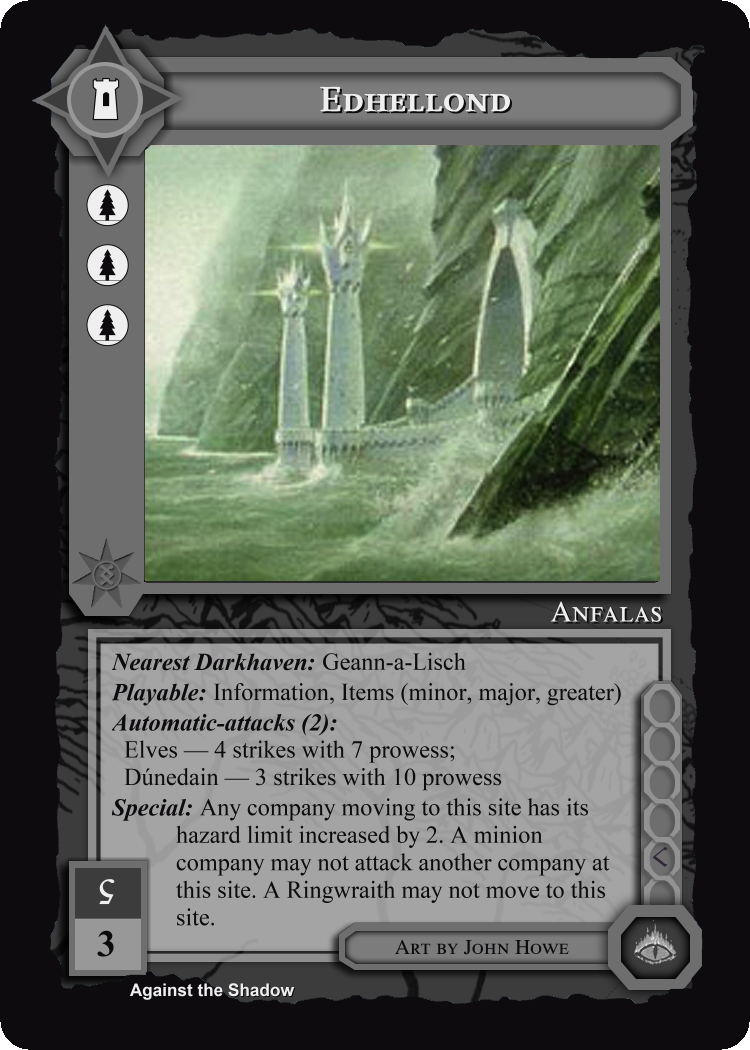 Edhellond
Anfalas
Nearest Darkhaven: Geann-a-Lisch
Playable: Information, Items (minor, major, greater)
Automatic-attacks (2):
Elves — 4 strikes with 7 prowess;
Dúnedain — 3 strikes with 10 prowess
Special: Any company moving to this site has its
hazard limit increased by 2. A minion
company may not attack another company at
this site. A Ringwraith may not move to this
site.
3
Art by John Howe
Against the Shadow